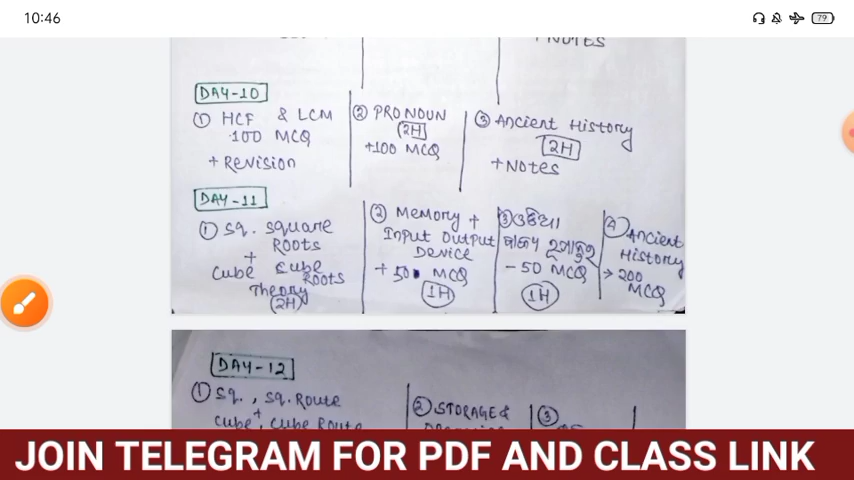 10:46
79
+ NOTES
DAY-10
① HCF & LCM
100 MCQ
+ Revision
② PRONOUN
2H
+100 MCQ
③ Ancient History
2H
+Notes
DAY-11
① Sq. Square
Roots
+
Cube Cube
Roots
Theory
(2H)
② Memory +
Input Output
Device
+ 50 MCQ
1H
③ ଓଡିଆ
- 50 MCQ
1H
④ Ancient
History
→ 200
MCQ
DAY-12
① Sq., Sq. Route
+
Cube, Cube Route
② STORAGE &
③
JOIN TELEGRAM FOR PDF AND CLASS LINK